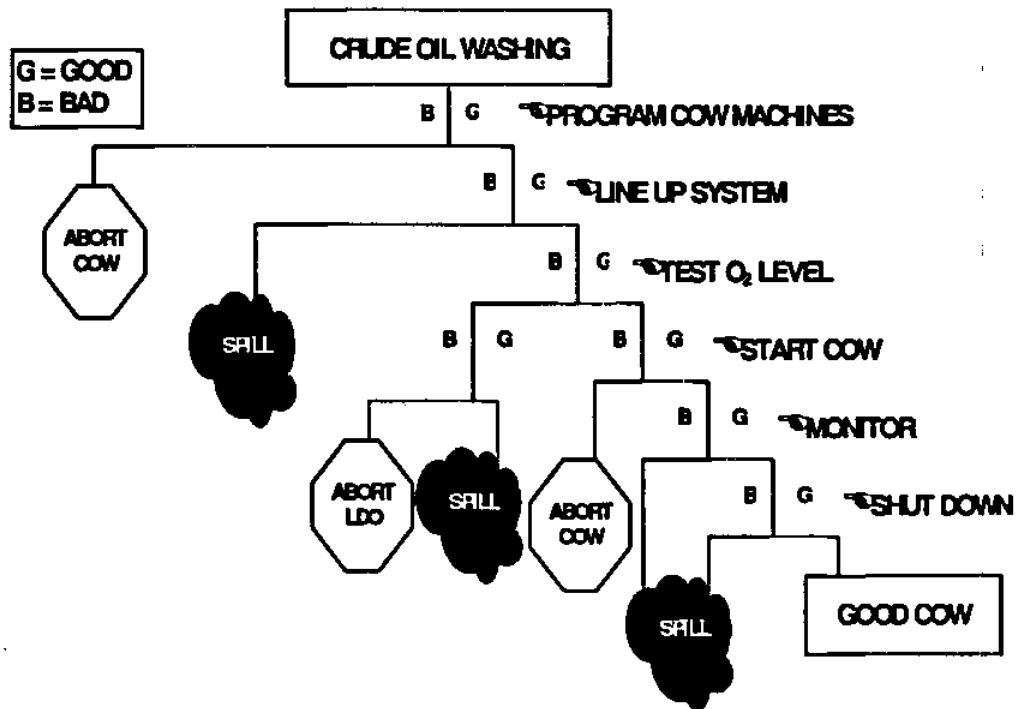 CRUDE OIL WASHING
G = GOOD
B = BAD
B G PROGRAM COW MACHINES
B G LINE UP SYSTEM
ABORT
COW
B G TEST O₂ LEVEL
SPILL
B G B G START COW
B G MONITOR
ABORT
LDO
SPILL
ABORT
COW
B G SHUT DOWN
SPILL
GOOD COW